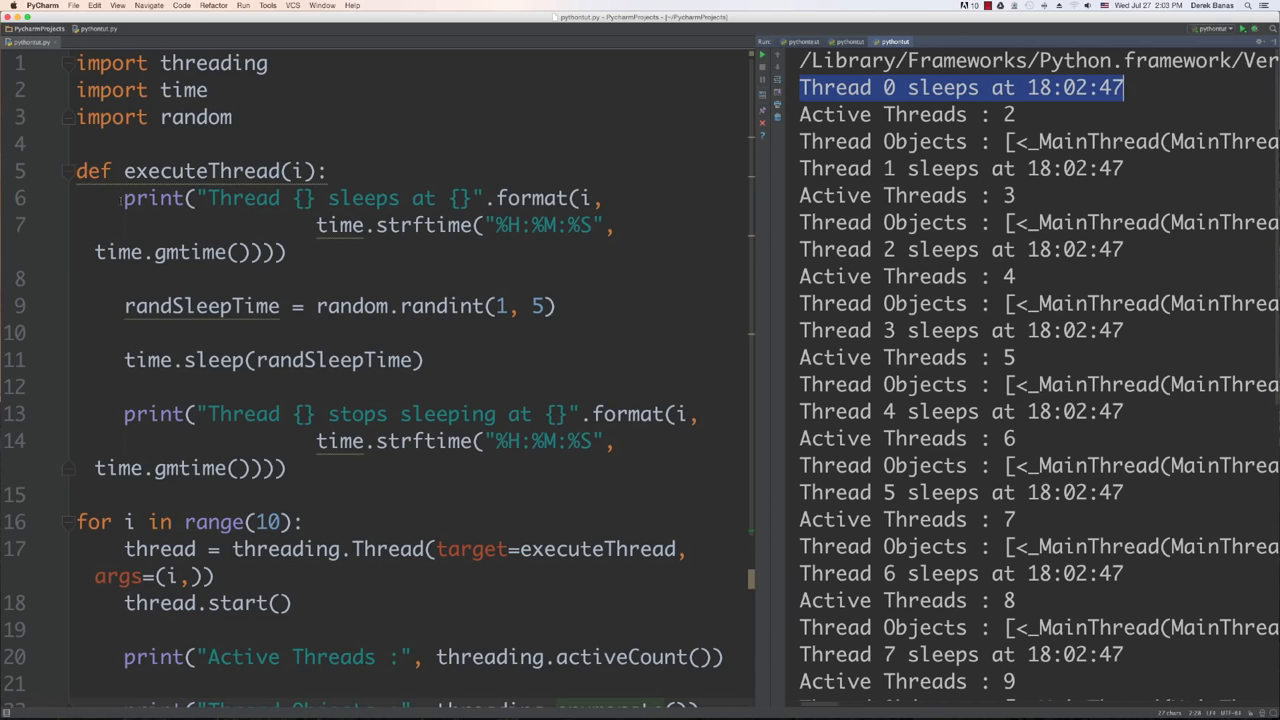 PyCharm File Edit View Navigate Code Refactor Run Tools VCS Window Help
10 Wed Jul 27 2:03 PM Derek Banas
pythontut.py - PycharmProjects - [~/PycharmProjects]
PycharmProjects pythontut.py pythontut
pythontut.py
Run: pythontest pythontut pythontut
1 import threading
2 import time
3 import random
4
5 def executeThread(i):
6 print("Thread {} sleeps at {}".format(i,
7 time.strftime("%H:%M:%S",
time.gmtime())))
8
9 randSleepTime = random.randint(1, 5)
10
11 time.sleep(randSleepTime)
12
13 print("Thread {} stops sleeping at {}".format(i,
14 time.strftime("%H:%M:%S",
time.gmtime())))
15
16 for i in range(10):
17 thread = threading.Thread(target=executeThread,
args=(i,))
18 thread.start()
19
20 print("Active Threads :", threading.activeCount())
21
/Library/Frameworks/Python.framework/Ver
Thread 0 sleeps at 18:02:47
Active Threads : 2
Thread Objects : [<_MainThread(MainThrea
Thread 1 sleeps at 18:02:47
Active Threads : 3
Thread Objects : [<_MainThread(MainThrea
Thread 2 sleeps at 18:02:47
Active Threads : 4
Thread Objects : [<_MainThread(MainThrea
Thread 3 sleeps at 18:02:47
Active Threads : 5
Thread Objects : [<_MainThread(MainThrea
Thread 4 sleeps at 18:02:47
Active Threads : 6
Thread Objects : [<_MainThread(MainThrea
Thread 5 sleeps at 18:02:47
Active Threads : 7
Thread Objects : [<_MainThread(MainThrea
Thread 6 sleeps at 18:02:47
Active Threads : 8
Thread Objects : [<_MainThread(MainThrea
Thread 7 sleeps at 18:02:47
Active Threads : 9
27 chars 2:28 LF‡ UTF-8‡